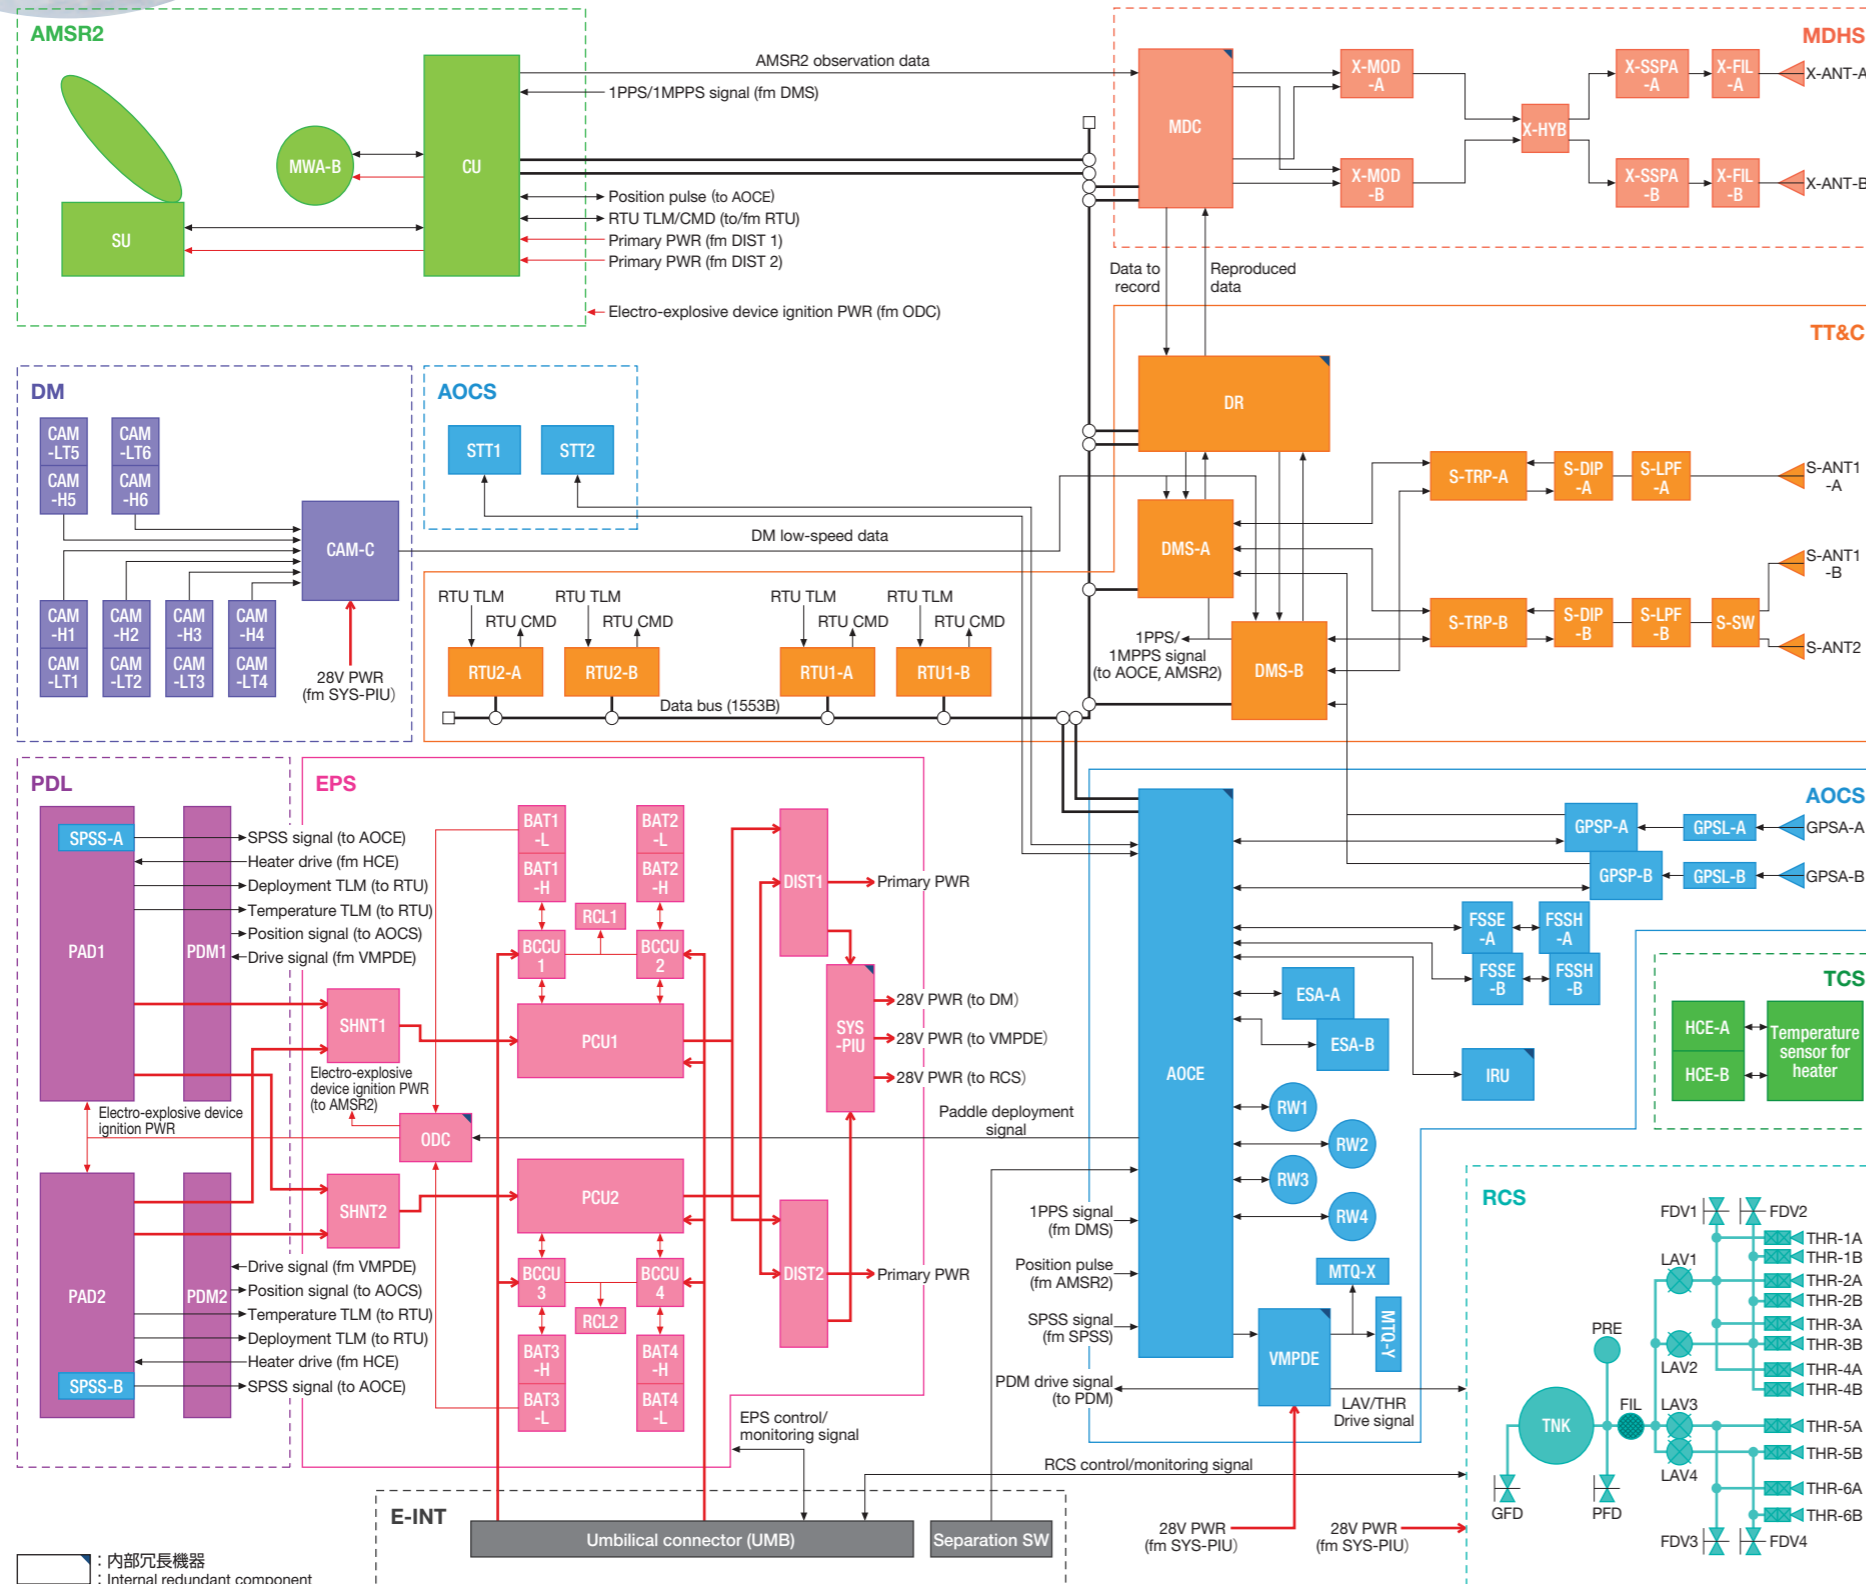 AMSR2
SU
MWA-B
CU
AMSR2 observation data
1PPS/1MPPS signal (fm DMS)
Position pulse (to AOCE)
RTU TLM/CMD (to/fm RTU)
Primary PWR (fm DIST 1)
Primary PWR (fm DIST 2)
Electro-explosive device ignition PWR (fm ODC)
MDHS
MDC
X-MOD
-A
X-MOD
-B
X-HYB
X-SSPA
-A
X-FIL
-A
X-ANT-A
X-SSPA
-B
X-FIL
-B
X-ANT-B
Data to
record
Reproduced
data
TT&C
DR
DMS-A
DMS-B
S-TRP-A
S-DIP
-A
S-LPF
-A
S-ANT1
-A
S-TRP-B
S-DIP
-B
S-LPF
-B
S-SW
S-ANT1
-B
S-ANT2
1PPS/
1MPPS signal
(to AOCE, AMSR2)
DM
CAM
-LT5
CAM
-H5
CAM
-LT6
CAM
-H6
CAM-C
CAM
-H1
CAM
-LT1
CAM
-H2
CAM
-LT2
CAM
-H3
CAM
-LT3
CAM
-H4
CAM
-LT4
28V PWR
(fm SYS-PIU)
AOCS
STT1
STT2
DM low-speed data
RTU TLM
RTU CMD
RTU2-A
RTU TLM
RTU CMD
RTU2-B
RTU TLM
RTU CMD
RTU1-A
RTU TLM
RTU CMD
RTU1-B
Data bus (1553B)
PDL
SPSS-A
PAD1
PDM1
SPSS signal (to AOCE)
Heater drive (fm HCE)
Deployment TLM (to RTU)
Temperature TLM (to RTU)
Position signal (to AOCS)
Drive signal (fm VMPDE)
Electro-explosive device
ignition PWR
PAD2
PDM2
SPSS-B
Drive signal (fm VMPDE)
Position signal (to AOCS)
Temperature TLM (to RTU)
Deployment TLM (to RTU)
Heater drive (fm HCE)
SPSS signal (to AOCE)
EPS
BAT1
-L
BAT1
-H
BAT2
-L
BAT2
-H
RCL1
BCCU
1
BCCU
2
SHNT1
PCU1
Electro-explosive
device ignition PWR
(to AMSR2)
ODC
SHNT2
PCU2
BCCU
3
BCCU
4
RCL2
BAT3
-H
BAT3
-L
BAT4
-H
BAT4
-L
DIST1
Primary PWR
SYS
-PIU
28V PWR (to DM)
28V PWR (to VMPDE)
28V PWR (to RCS)
DIST2
Primary PWR
Paddle deployment
signal
EPS control/
monitoring signal
AOCS
AOCE
GPSP-A
GPSL-A
GPSA-A
GPSP-B
GPSL-B
GPSA-B
FSSE
-A
FSSH
-A
FSSE
-B
FSSH
-B
ESA-A
ESA-B
IRU
RW1
RW2
RW3
RW4
MTQ-X
MTQ-Y
VMPDE
1PPS signal
(fm DMS)
Position pulse
(fm AMSR2)
SPSS signal
(fm SPSS)
PDM drive signal
(to PDM)
LAV/THR
Drive signal
RCS control/monitoring signal
28V PWR
(fm SYS-PIU)
28V PWR
(fm SYS-PIU)
TCS
HCE-A
HCE-B
Temperature
sensor for
heater
RCS
FDV1
FDV2
LAV1
LAV2
LAV3
LAV4
PRE
FIL
TNK
GFD
PFD
FDV3
FDV4
THR-1A
THR-1B
THR-2A
THR-2B
THR-3A
THR-3B
THR-4A
THR-4B
THR-5A
THR-5B
THR-6A
THR-6B
E-INT
Umbilical connector (UMB)
Separation SW
: 内部冗長機器
: Internal redundant component